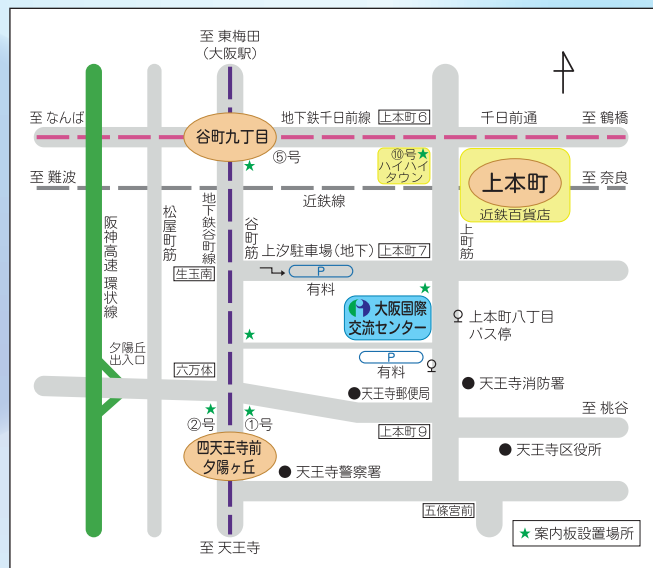 至 東梅田
(大阪駅)
至 なんば
地下鉄千日前線
上本町6
千日前通
至 鶴橋
谷町九丁目
⑤号
⑩号★
ハイハイ
タウン
上本町
近鉄百貨店
至 難波
近鉄線
至 奈良
阪神高速 環状線
松屋町筋
地下鉄谷町線
谷町筋
上町筋
上汐駐車場(地下)
上本町7
生玉南
P
有料
大阪国際
交流センター
上本町八丁目
バス停
夕陽丘
出入口
六万体
P
有料
●天王寺郵便局
●天王寺消防署
至 桃谷
②号
①号
上本町9
四天王寺前
夕陽ヶ丘
●天王寺区役所
●天王寺警察署
五條宮前
★案内板設置場所
至 天王寺